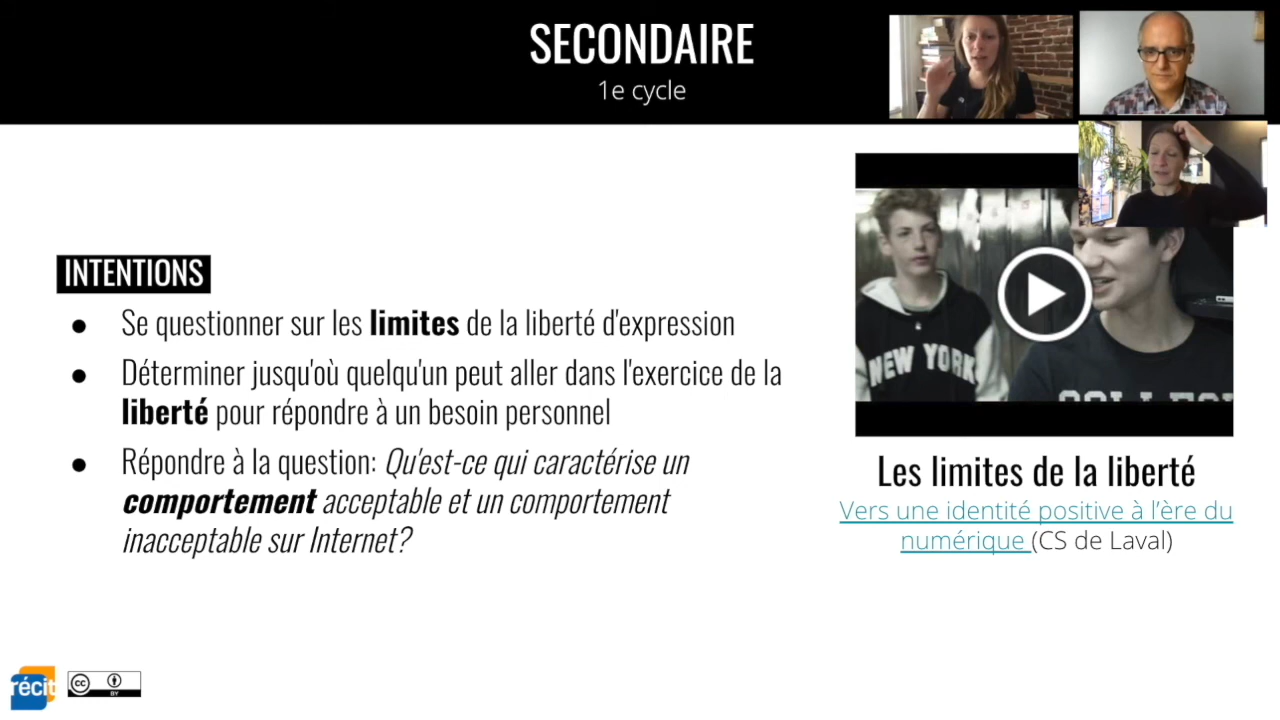 SECONDAIRE
1e cycle
INTENTIONS
● Se questionner sur les limites de la liberté d'expression
● Déterminer jusqu'où quelqu'un peut aller dans l'exercice de la
liberté pour répondre à un besoin personnel
● Répondre à la question: Qu'est-ce qui caractérise un
comportement acceptable et un comportement
inacceptable sur Internet?
NEW YORK
COLLEGE
Les limites de la liberté
Vers une identité positive à l'ère du
numérique (CS de Laval)
récit
cc
BY